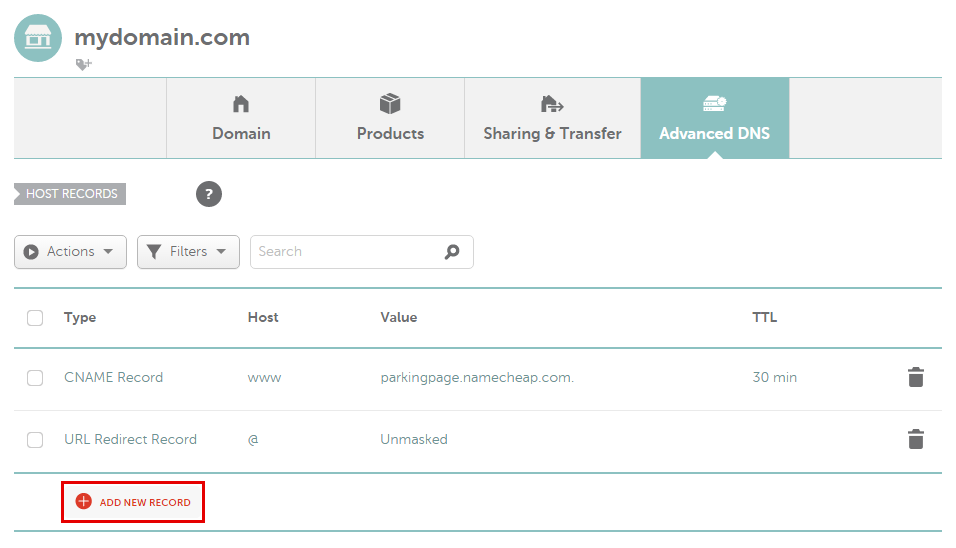 mydomain.com
Domain Products Sharing & Transfer Advanced DNS
HOST RECORDS ?
Actions Filters Search
Type Host Value TTL
CNAME Record www parkingpage.namecheap.com. 30 min
URL Redirect Record @ Unmasked
ADD NEW RECORD